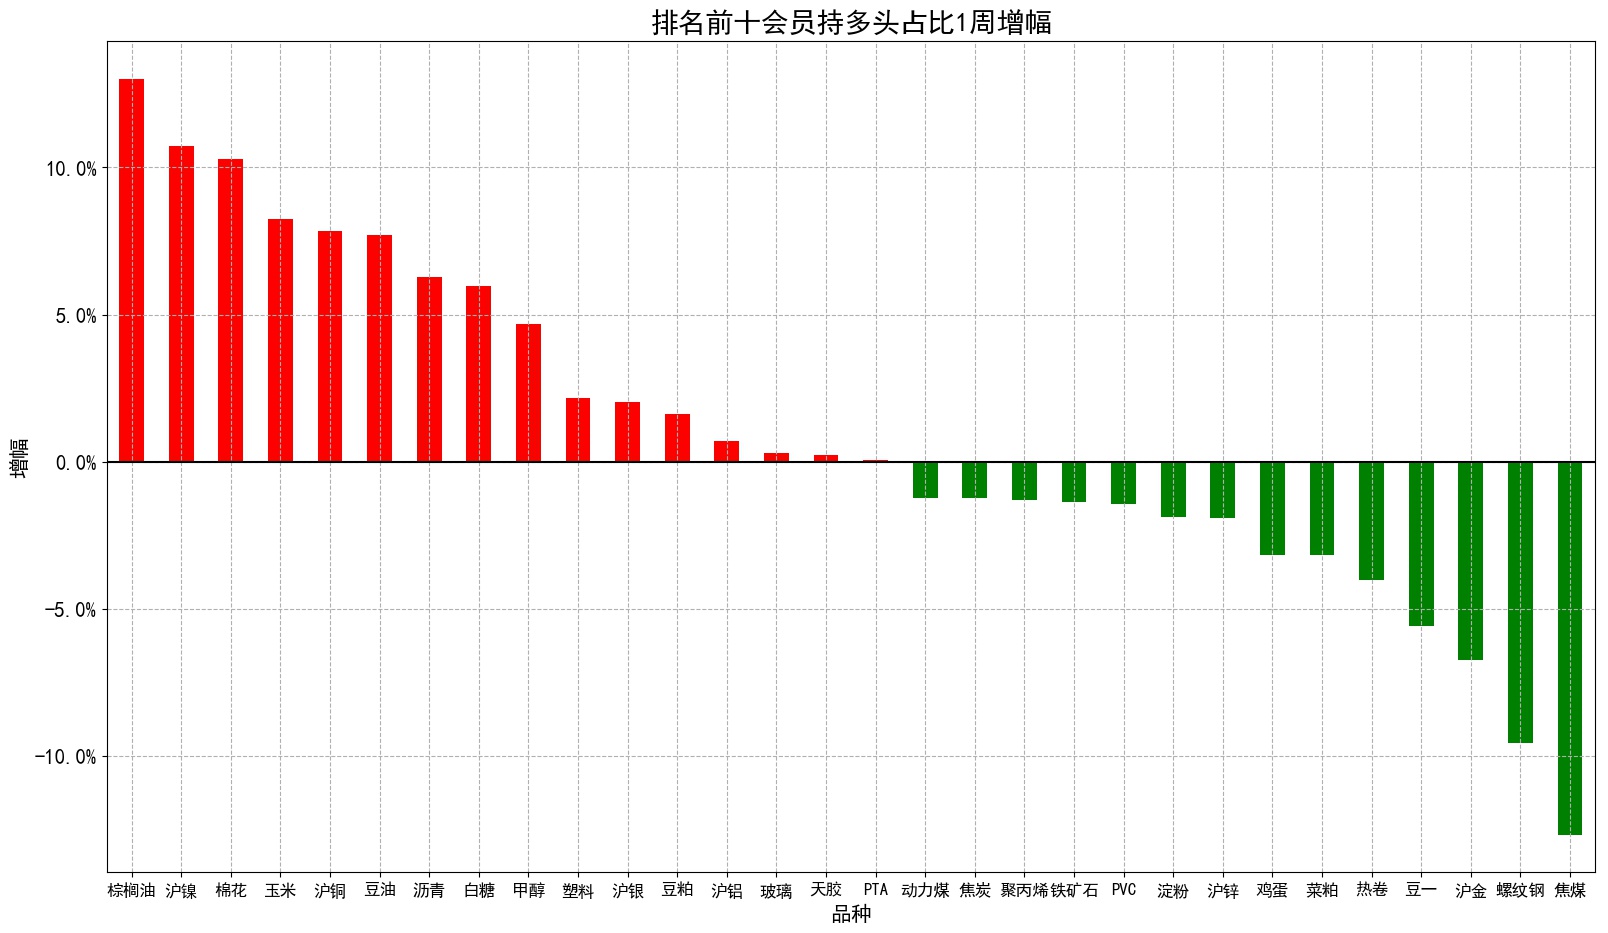 排名前十会员持多头占比1周增幅
增幅
10.0%
5.0%
0.0%
-5.0%
-10.0%
棕榈油 沪镍 棉花 玉米 沪铜 豆油 沥青 白糖 甲醇 塑料 沪银 豆粕 沪铝 玻璃 天胶 PTA 动力煤 焦炭 聚丙烯 铁矿石 PVC 淀粉 沪锌 鸡蛋 菜粕 热卷 豆一 沪金 螺纹钢 焦煤
品种